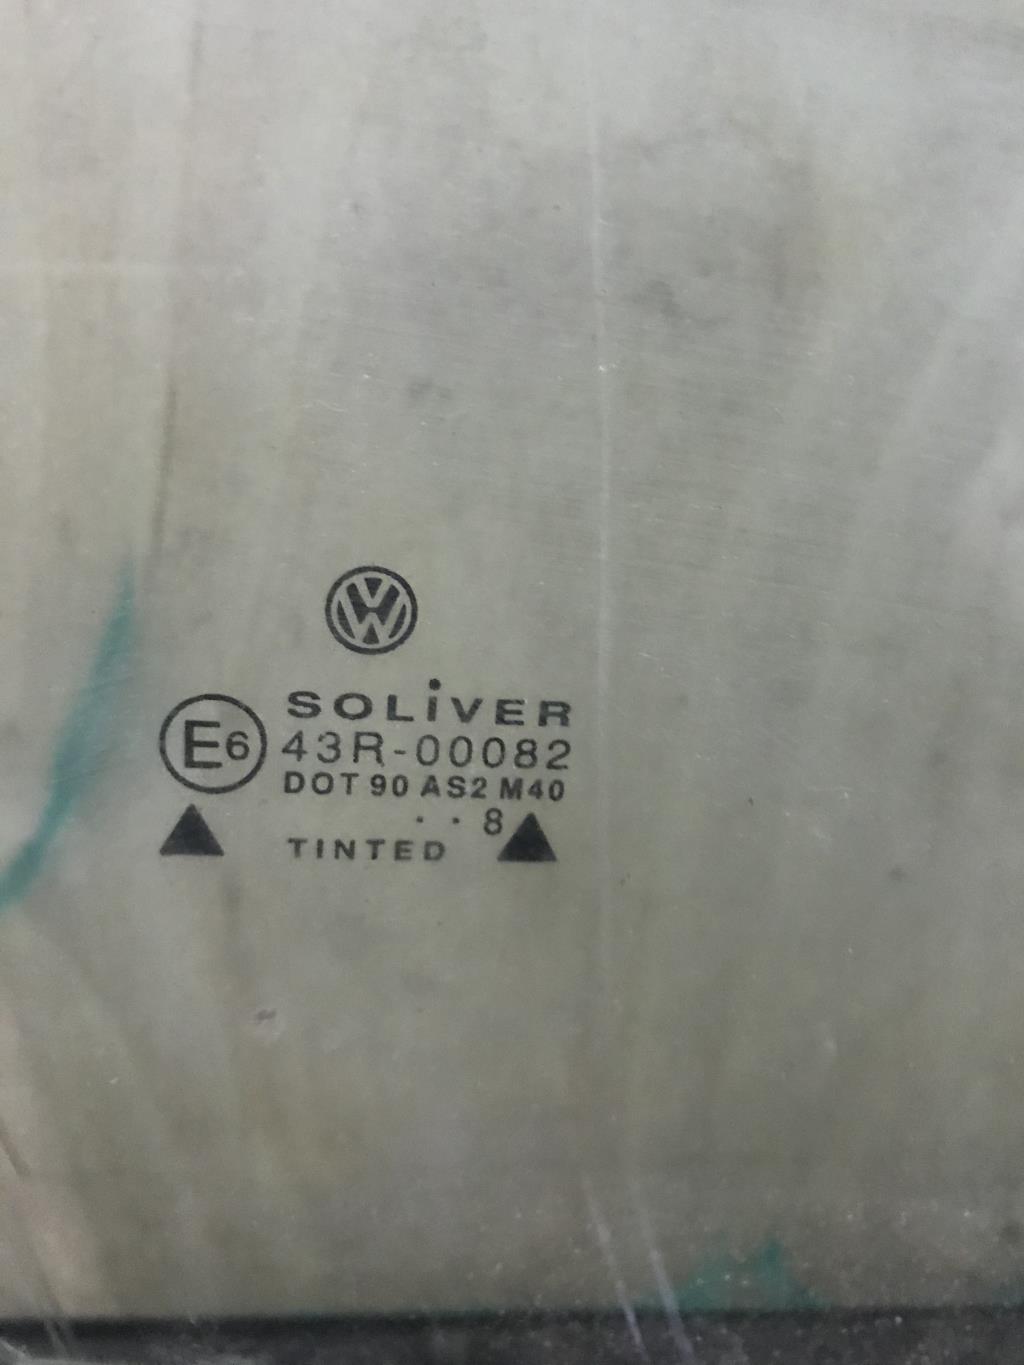 SOLiVER
E6 43R-00082
DOT 90 AS2 M40
. . 8
TINTED